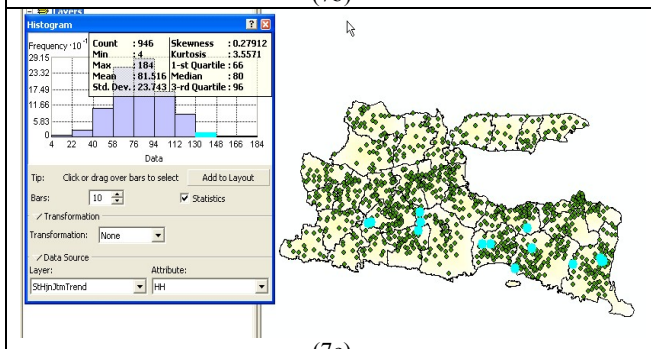 Layers
Histogram
Frequency ·10⁻¹
29.15
23.32
17.49
11.66
5.83
0
Count : 946 Skewness : 0.27912
Min : 4 Kurtosis : 3.5571
Max : 184 1-st Quartile : 66
Mean : 81.516 Median : 80
Std. Dev. : 23.743 3-rd Quartile : 96
4 22 40 58 76 94 112 130 148 166 184
Data
Tip: Click or drag over bars to select Add to Layout
Bars: 10 Statistics
Transformation
Transformation: None
Data Source
Layer: Attribute:
StHjnJtmTrend HH